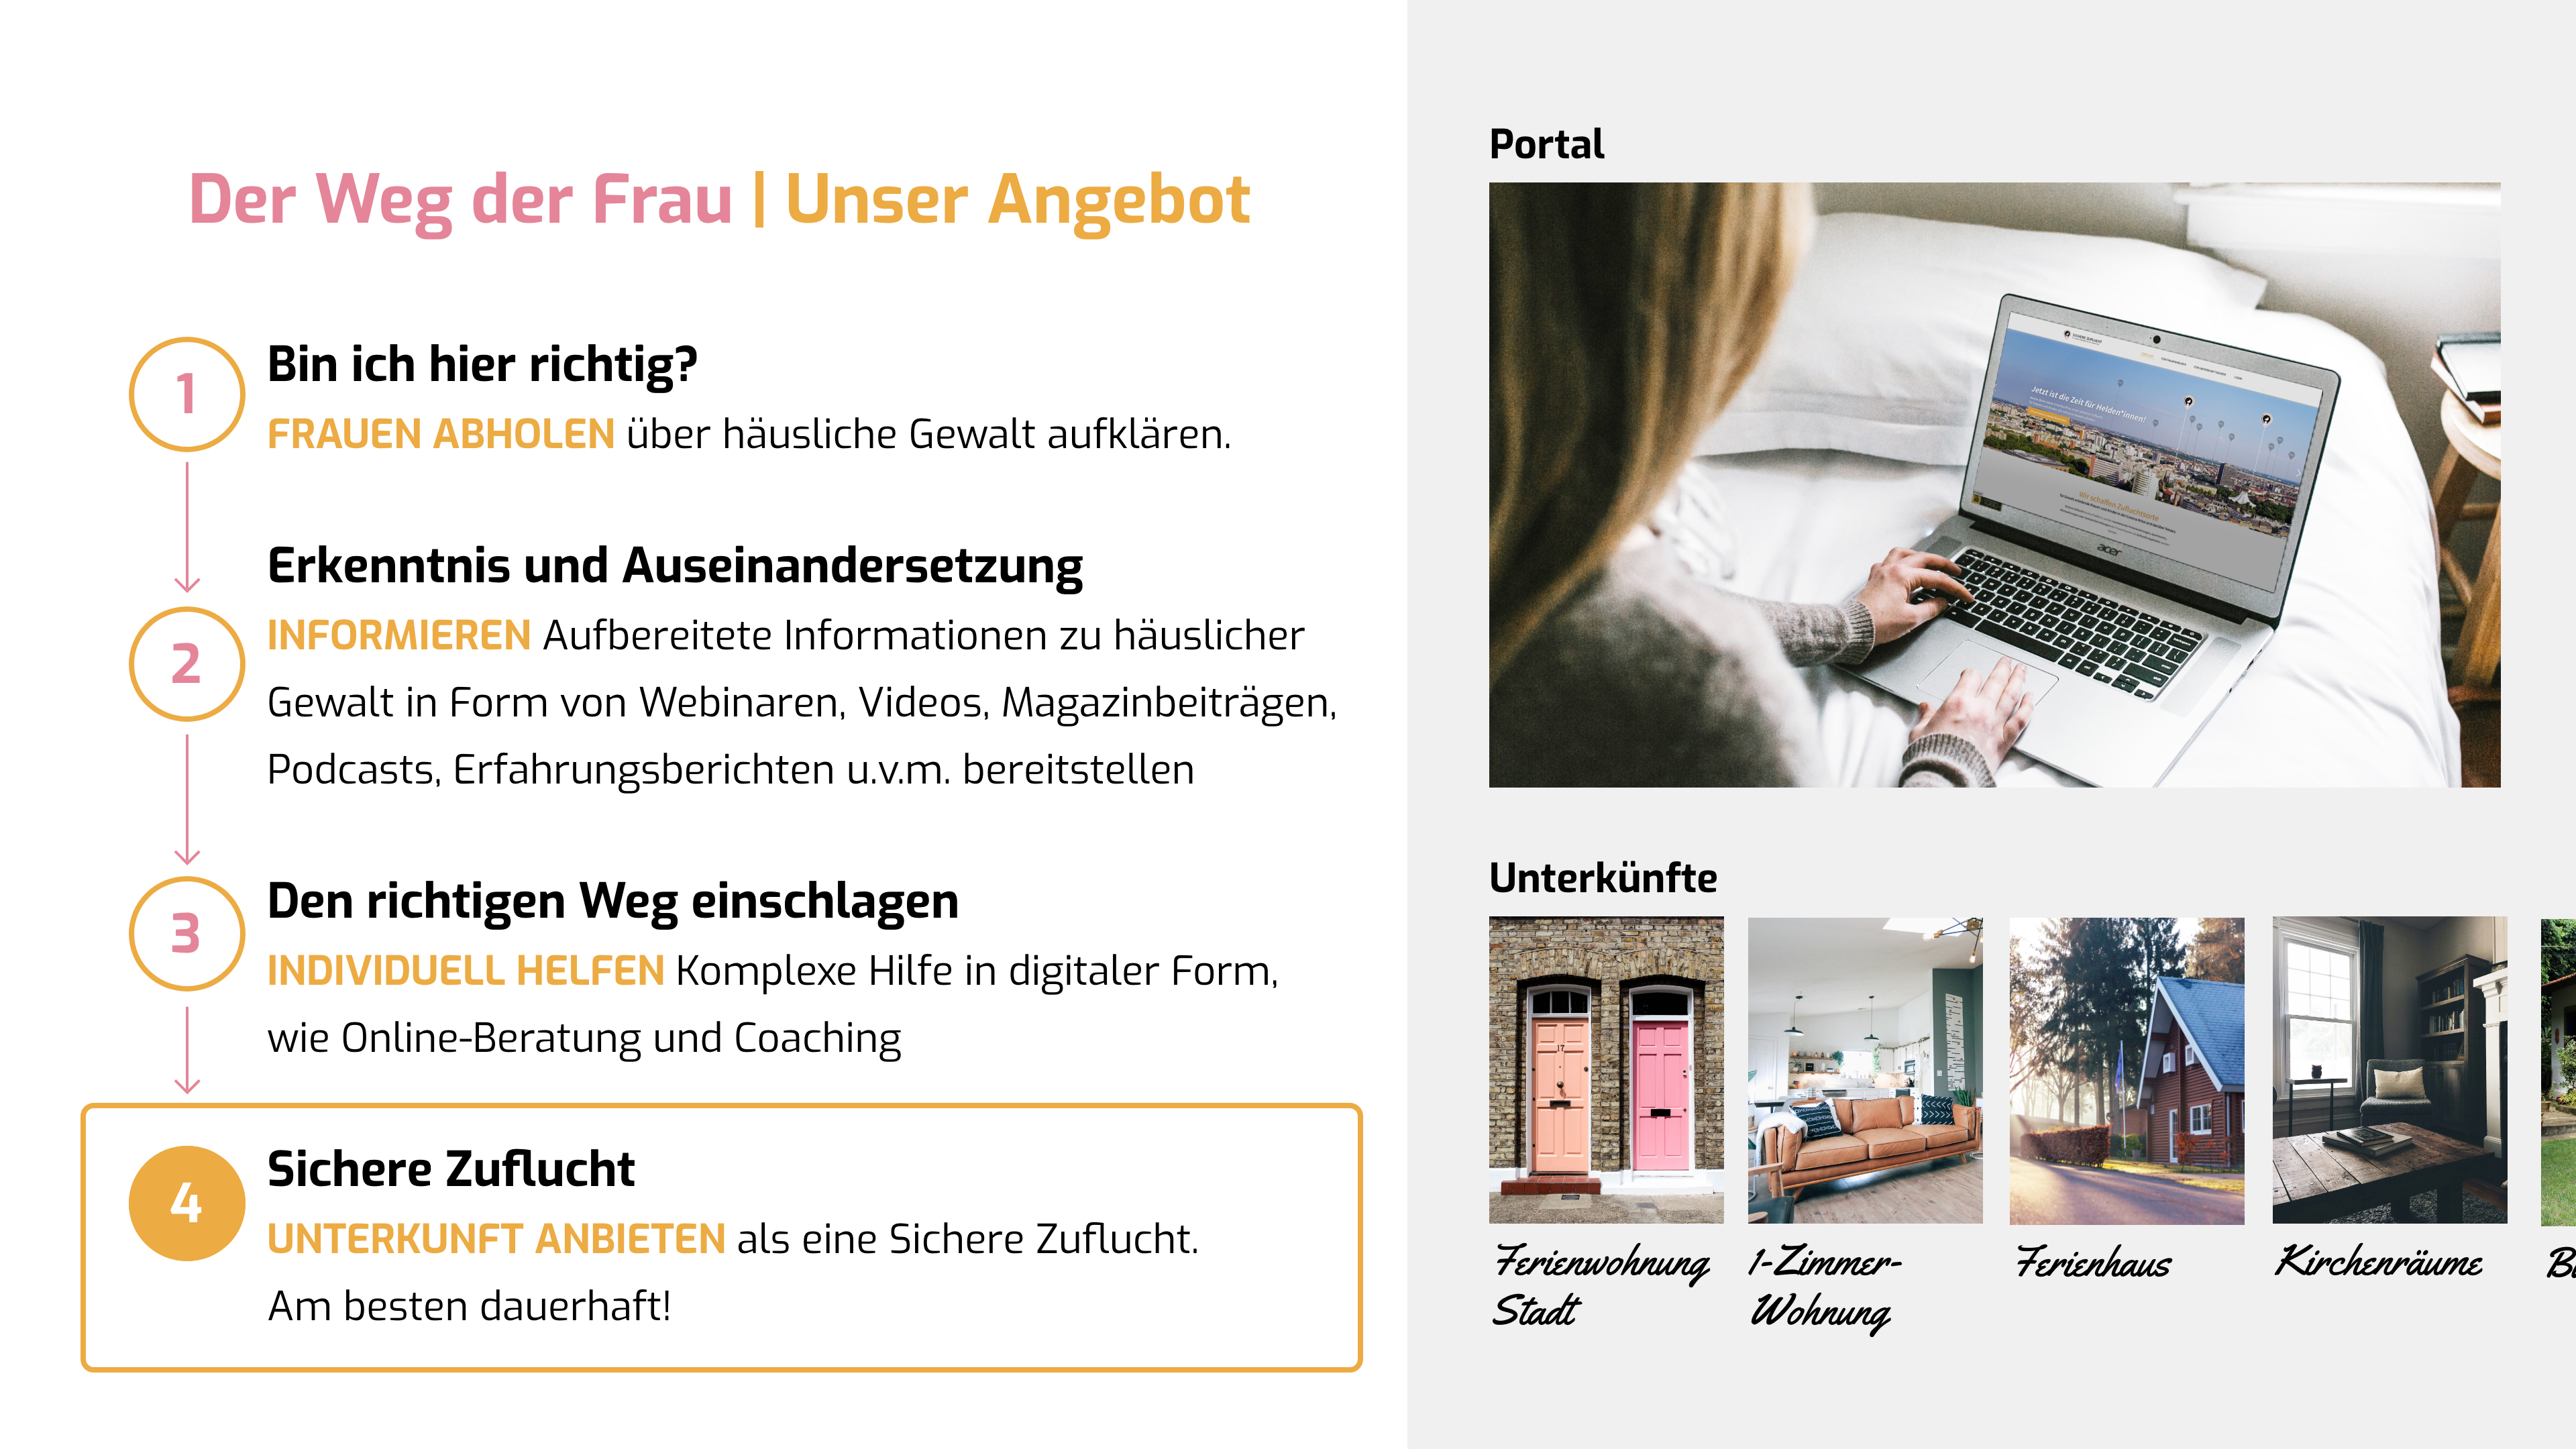 Der Weg der Frau | Unser Angebot
1
Bin ich hier richtig?
FRAUEN ABHOLEN über häusliche Gewalt aufklären.
2
Erkenntnis und Auseinandersetzung
INFORMIEREN Aufbereitete Informationen zu häuslicher
Gewalt in Form von Webinaren, Videos, Magazinbeiträgen,
Podcasts, Erfahrungsberichten u.v.m. bereitstellen
3
Den richtigen Weg einschlagen
INDIVIDUELL HELFEN Komplexe Hilfe in digitaler Form,
wie Online-Beratung und Coaching
4
Sichere Zuflucht
UNTERKUNFT ANBIETEN als eine Sichere Zuflucht.
Am besten dauerhaft!
Portal
Jetzt ist die Zeit für Helden*innen!
Wir schaffen Zufluchtsorte
acer
Unterkünfte
17
Ferienwohnung
Stadt
1-Zimmer-
Wohnung
Ferienhaus
Kirchenräume